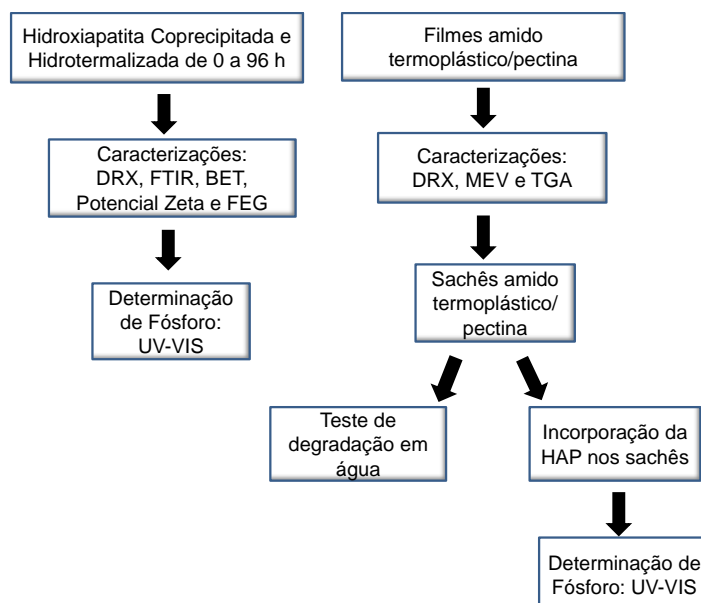 Hidroxiapatita Coprecipitada e
Hidrotermalizada de 0 a 96 h
Caracterizações:
DRX, FTIR, BET,
Potencial Zeta e FEG
Determinação
de Fósforo:
UV-VIS
Filmes amido
termoplástico/pectina
Caracterizações:
DRX, MEV e TGA
Sachês amido
termoplástico/
pectina
Teste de
degradação em
água
Incorporação da
HAP nos sachês
Determinação de
Fósforo: UV-VIS